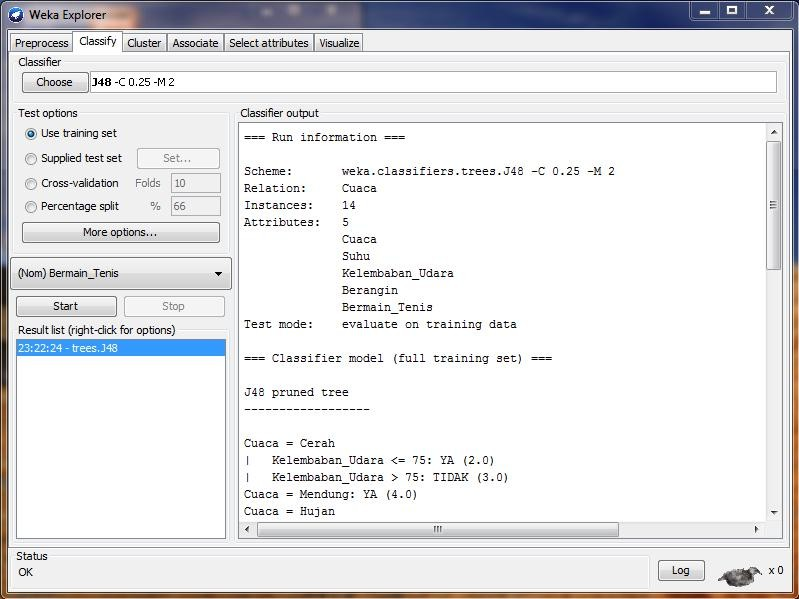 Weka Explorer
Preprocess Classify Cluster Associate Select attributes Visualize
Classifier
Choose J48 -C 0.25 -M 2
Test options
Use training set
Supplied test set Set...
Cross-validation Folds 10
Percentage split % 66
More options...
(Nom) Bermain_Tenis
Start Stop
Result list (right-click for options)
23:22:24 - trees.J48
Classifier output
=== Run information ===
Scheme: weka.classifiers.trees.J48 -C 0.25 -M 2
Relation: Cuaca
Instances: 14
Attributes: 5
Cuaca
Suhu
Kelembaban_Udara
Berangin
Bermain_Tenis
Test mode: evaluate on training data
=== Classifier model (full training set) ===
J48 pruned tree
------------------
Cuaca = Cerah
| Kelembaban_Udara <= 75: YA (2.0)
| Kelembaban_Udara > 75: TIDAK (3.0)
Cuaca = Mendung: YA (4.0)
Cuaca = Hujan
Status
OK
Log x 0